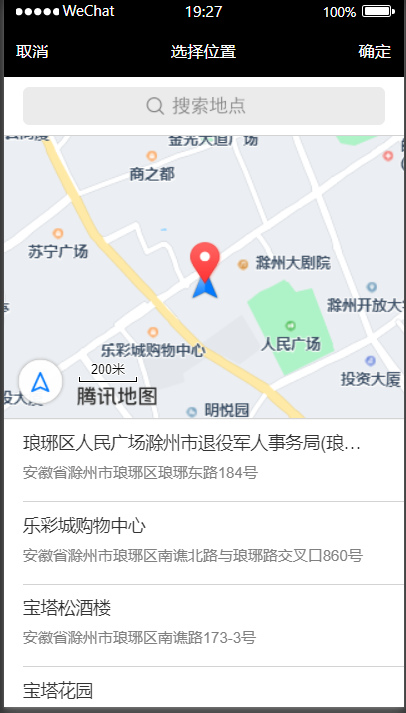 WeChat 19:27 100%
取消 选择位置 确定
搜索地点
金光大道广场
商之都
苏宁广场
滁州大剧院
滁州开放大
乐彩城购物中心
人民广场
投资大厦
200米
腾讯地图
明悦园
琅琊区人民广场滁州市退役军人事务局(琅…
安徽省滁州市琅琊区琅琊东路184号
乐彩城购物中心
安徽省滁州市琅琊区南谯北路与琅琊路交叉口860号
宝塔松酒楼
安徽省滁州市琅琊区南谯路173-3号
宝塔花园